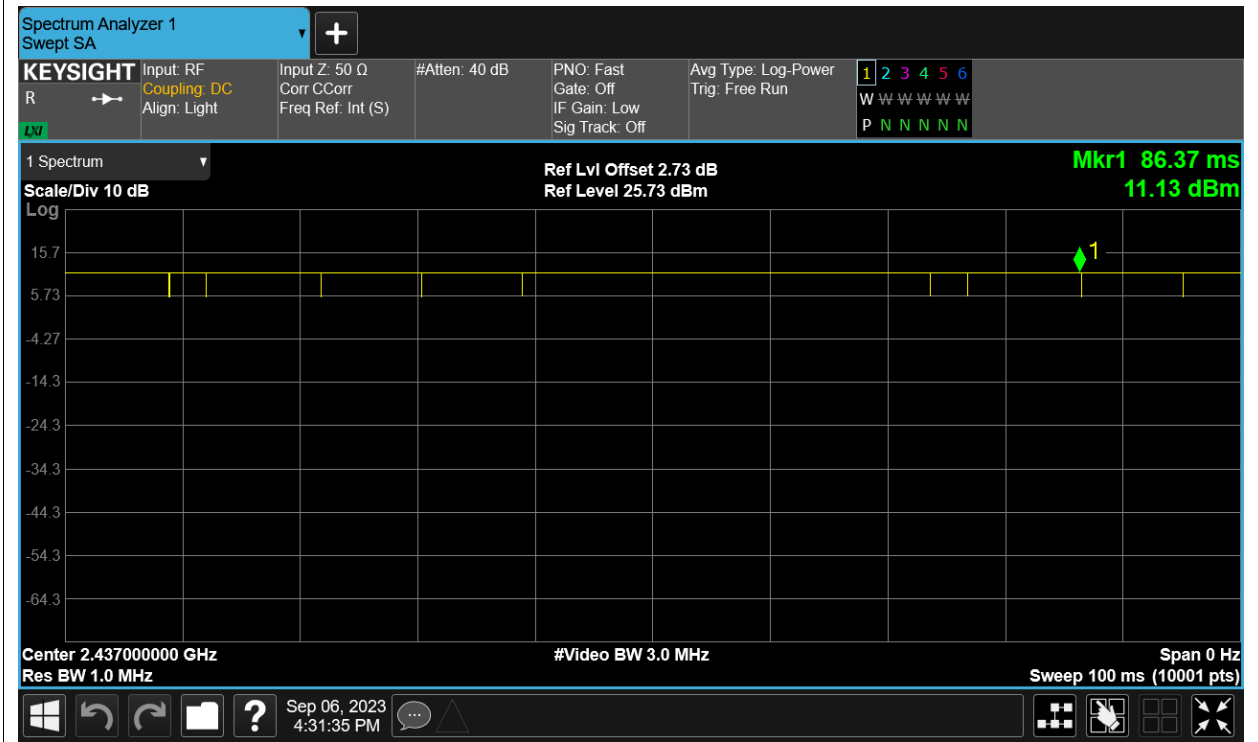 Spectrum Analyzer 1
Swept SA
KEYSIGHT
R
LXI
Input: RF
Coupling: DC
Align: Light
Input Z: 50 Ω
Corr CCorr
Freq Ref: Int (S)
#Atten: 40 dB
PNO: Fast
Gate: Off
IF Gain: Low
Sig Track: Off
Avg Type: Log-Power
Trig: Free Run
1 2 3 4 5 6
W W W W W W
P N N N N N
1 Spectrum
Scale/Div 10 dB
Log
Ref Lvl Offset 2.73 dB
Ref Level 25.73 dBm
Mkr1 86.37 ms
11.13 dBm
1
15.7
5.73
-4.27
-14.3
-24.3
-34.3
-44.3
-54.3
-64.3
Center 2.437000000 GHz
Res BW 1.0 MHz
#Video BW 3.0 MHz
Span 0 Hz
Sweep 100 ms (10001 pts)
?
Sep 06, 2023
4:31:35 PM